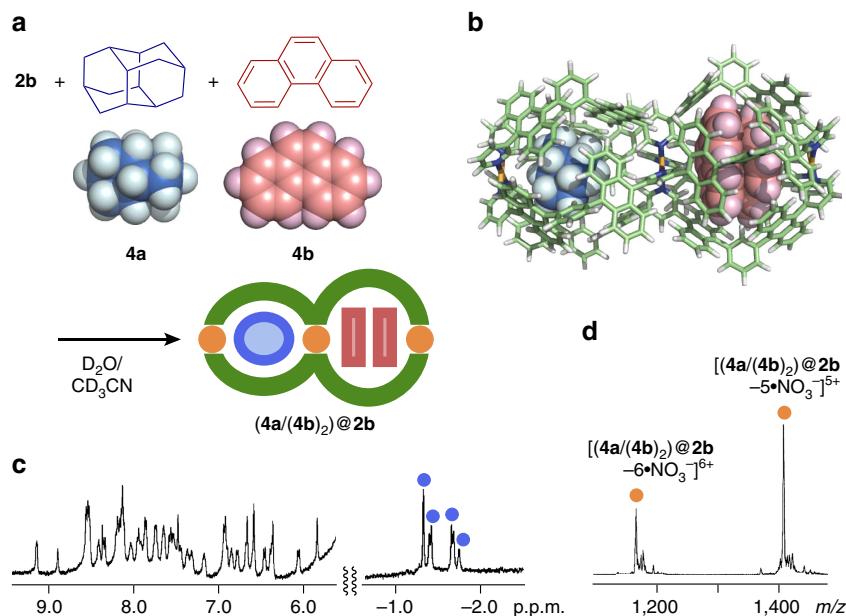 a
2b + +
4a 4b
D₂O/
CD₃CN
(4a/(4b)₂)@2b
b
c
9.0 8.0 7.0 6.0 −1.0 −2.0 p.p.m.
d
[(4a/(4b)₂)@2b
−5•NO₃⁻]⁵⁺
[(4a/(4b)₂)@2b
−6•NO₃⁻]⁶⁺
1,200 1,400 m/z